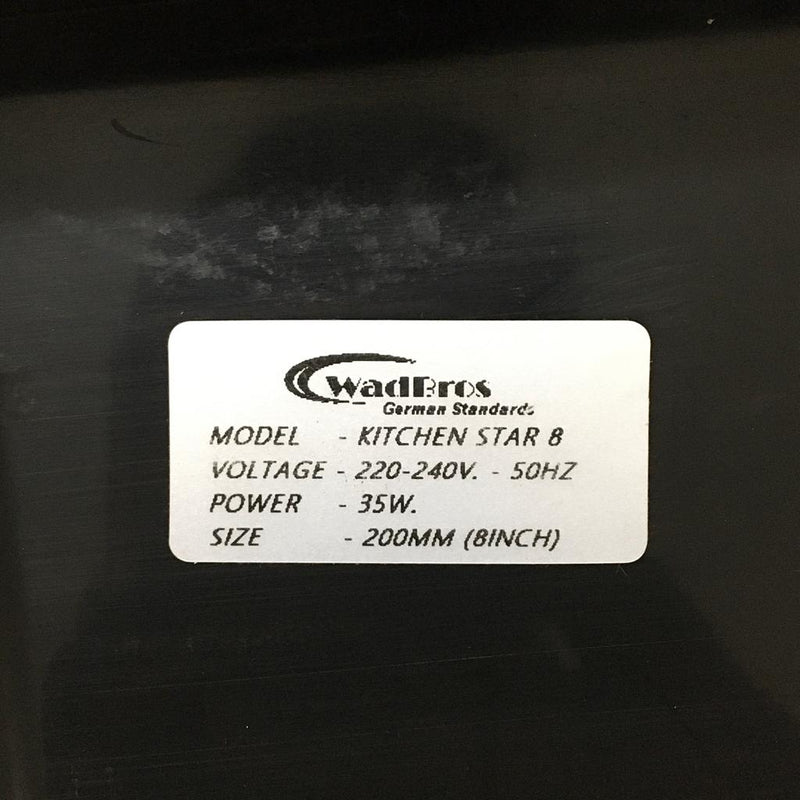 WadBros
German Standards
MODEL - KITCHEN STAR 8
VOLTAGE - 220-240V. - 50HZ
POWER - 35W.
SIZE - 200MM (8INCH)